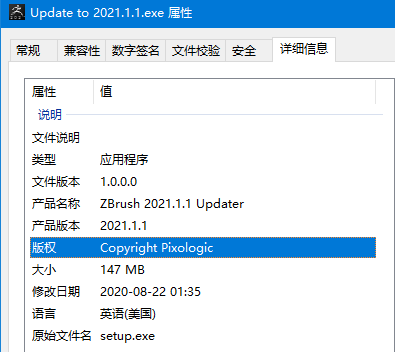 Update to 2021.1.1.exe 属性
常规 兼容性 数字签名 文件校验 安全 详细信息
属性 值
说明
文件说明
类型 应用程序
文件版本 1.0.0.0
产品名称 ZBrush 2021.1.1 Updater
产品版本 2021.1.1
版权 Copyright Pixologic
大小 147 MB
修改日期 2020-08-22 01:35
语言 英语(美国)
原始文件名 setup.exe